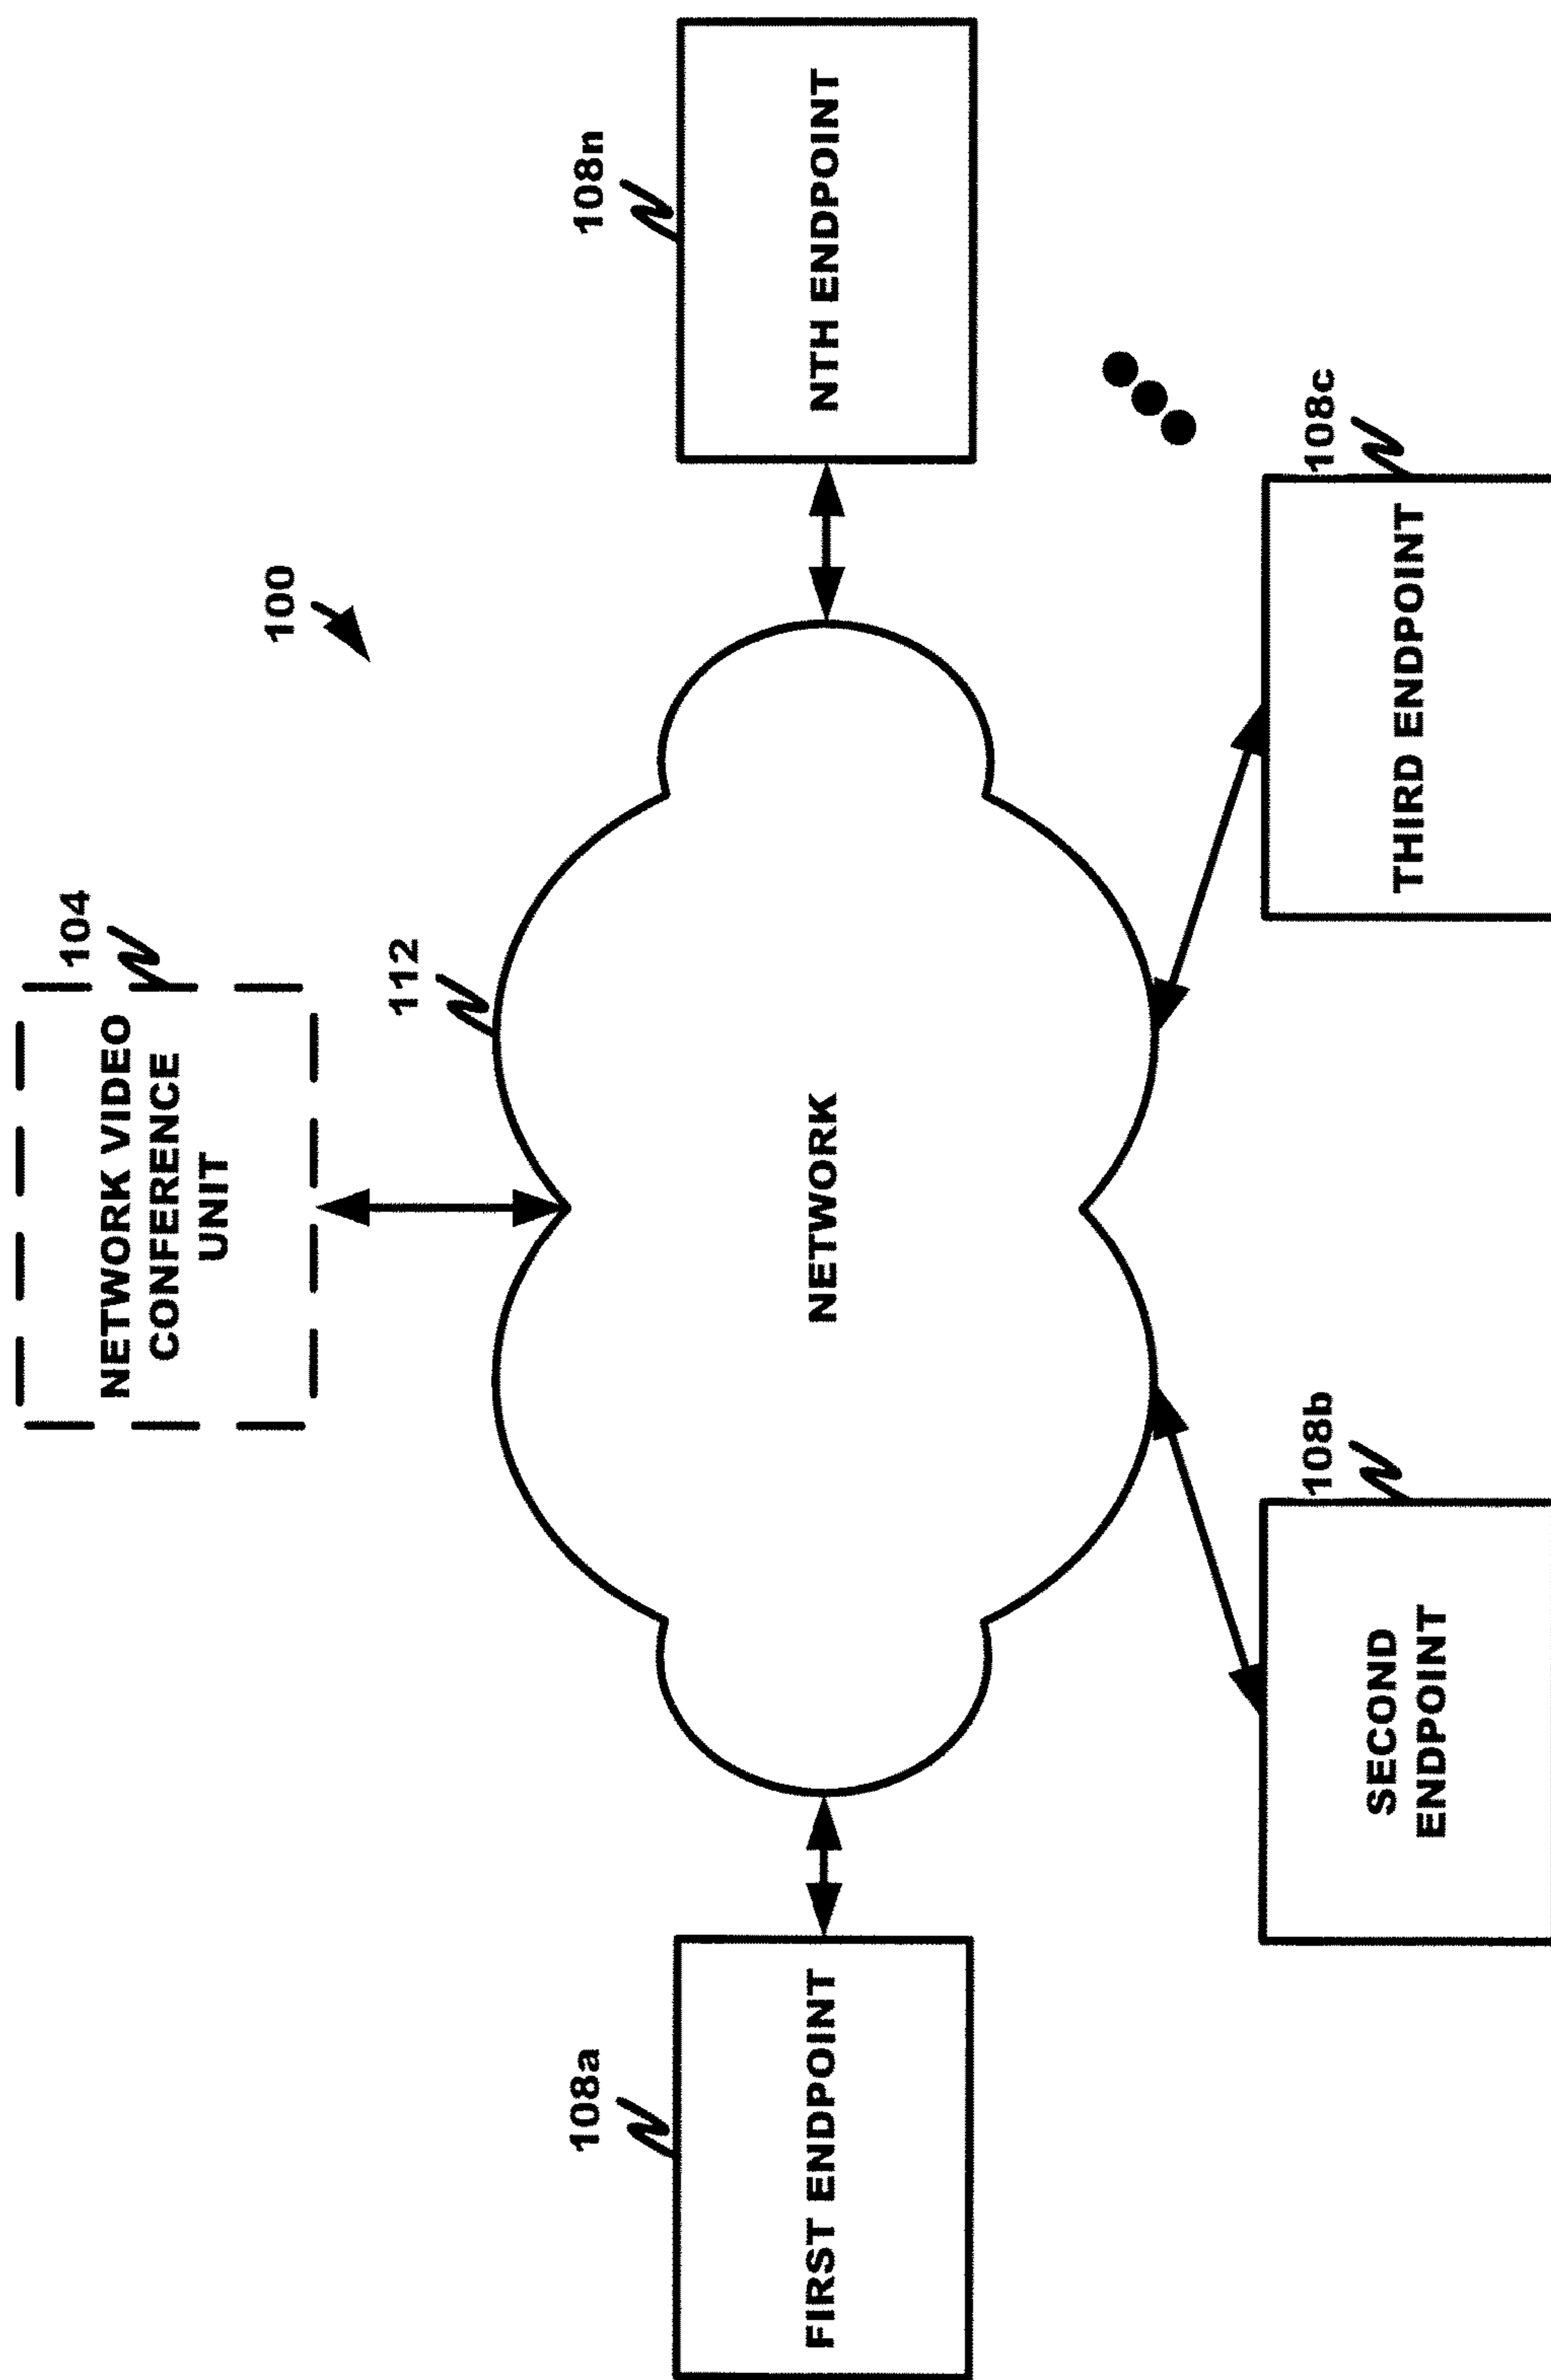 104
NETWORK VIDEO
CONFERENCE
UNIT
100
112
108a
FIRST ENDPOINT
NETWORK
108n
NTH ENDPOINT
108b
SECOND
ENDPOINT
108c
THIRD ENDPOINT